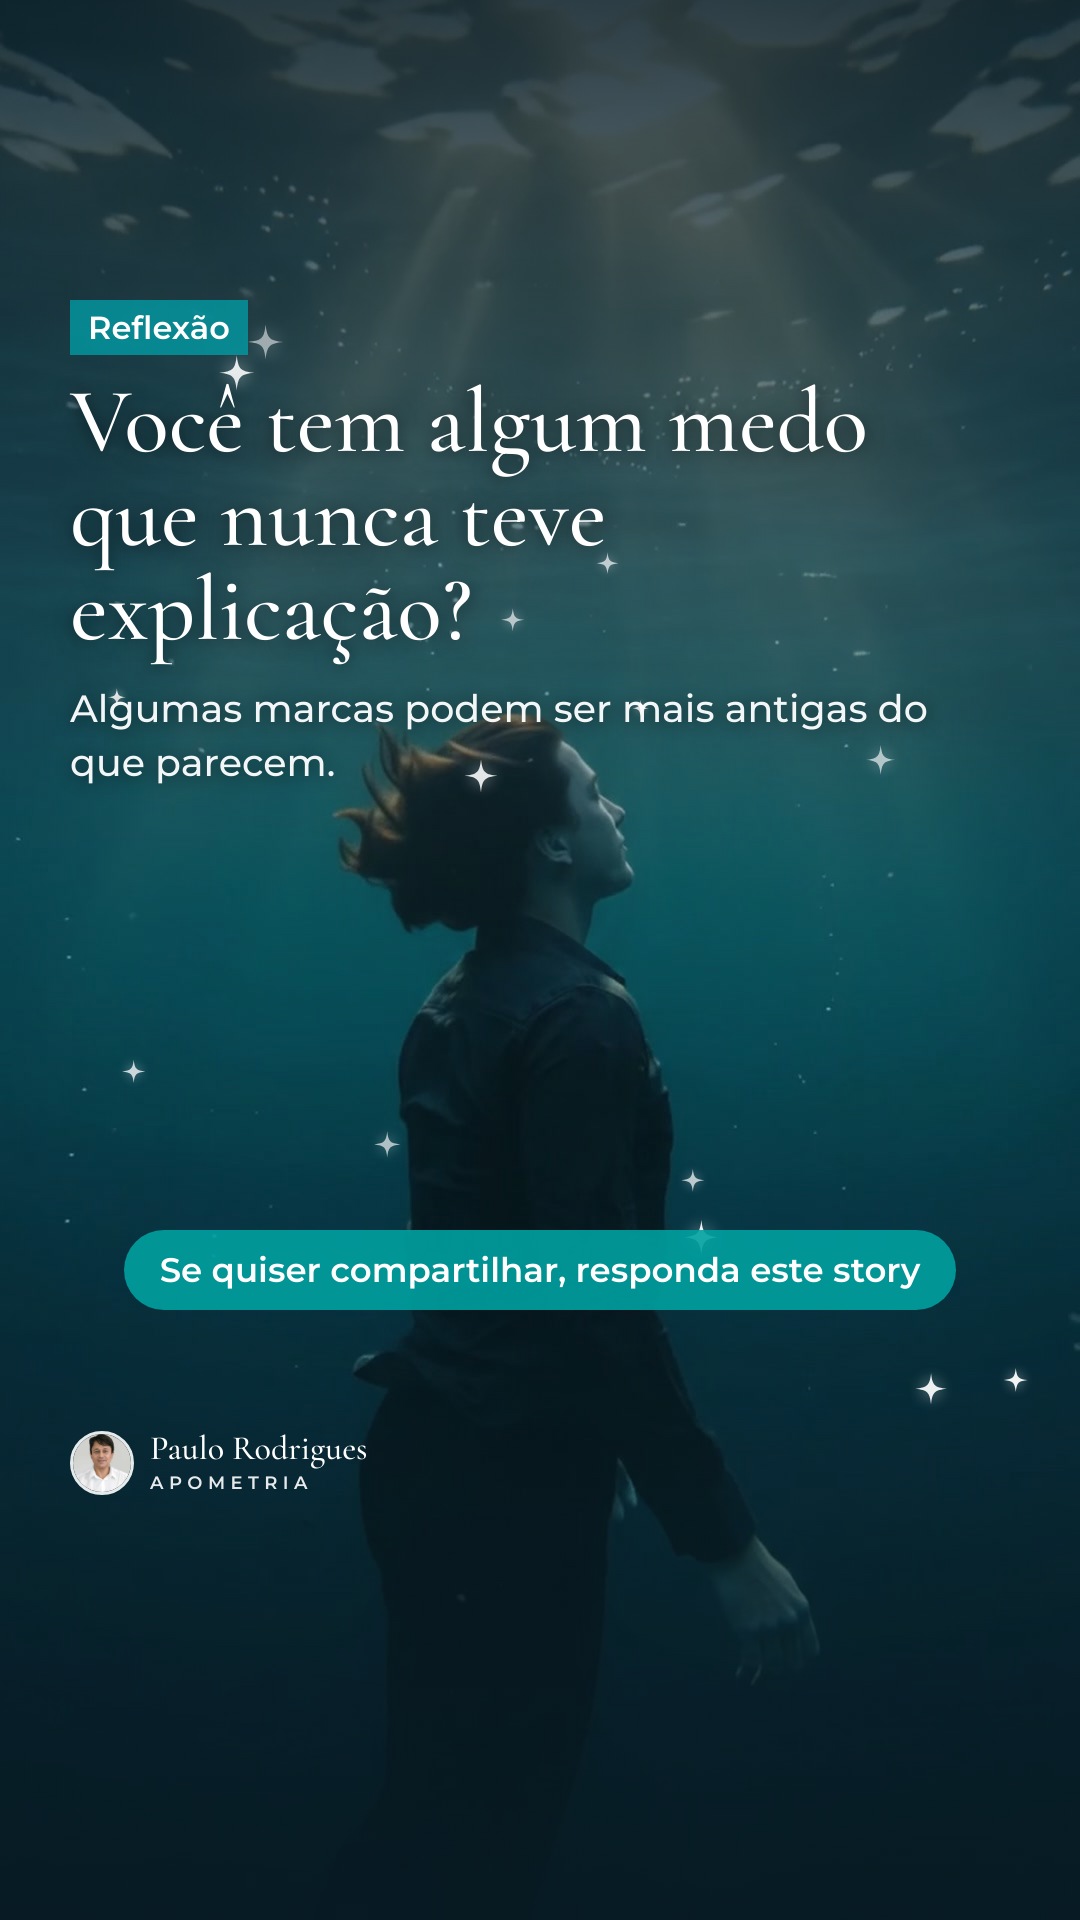 Reflexão
Você tem algum medo
que nunca teve
explicação?
Algumas marcas podem ser mais antigas do
que parecem.
Se quiser compartilhar, responda este story
Paulo Rodrigues
APOMETRIA